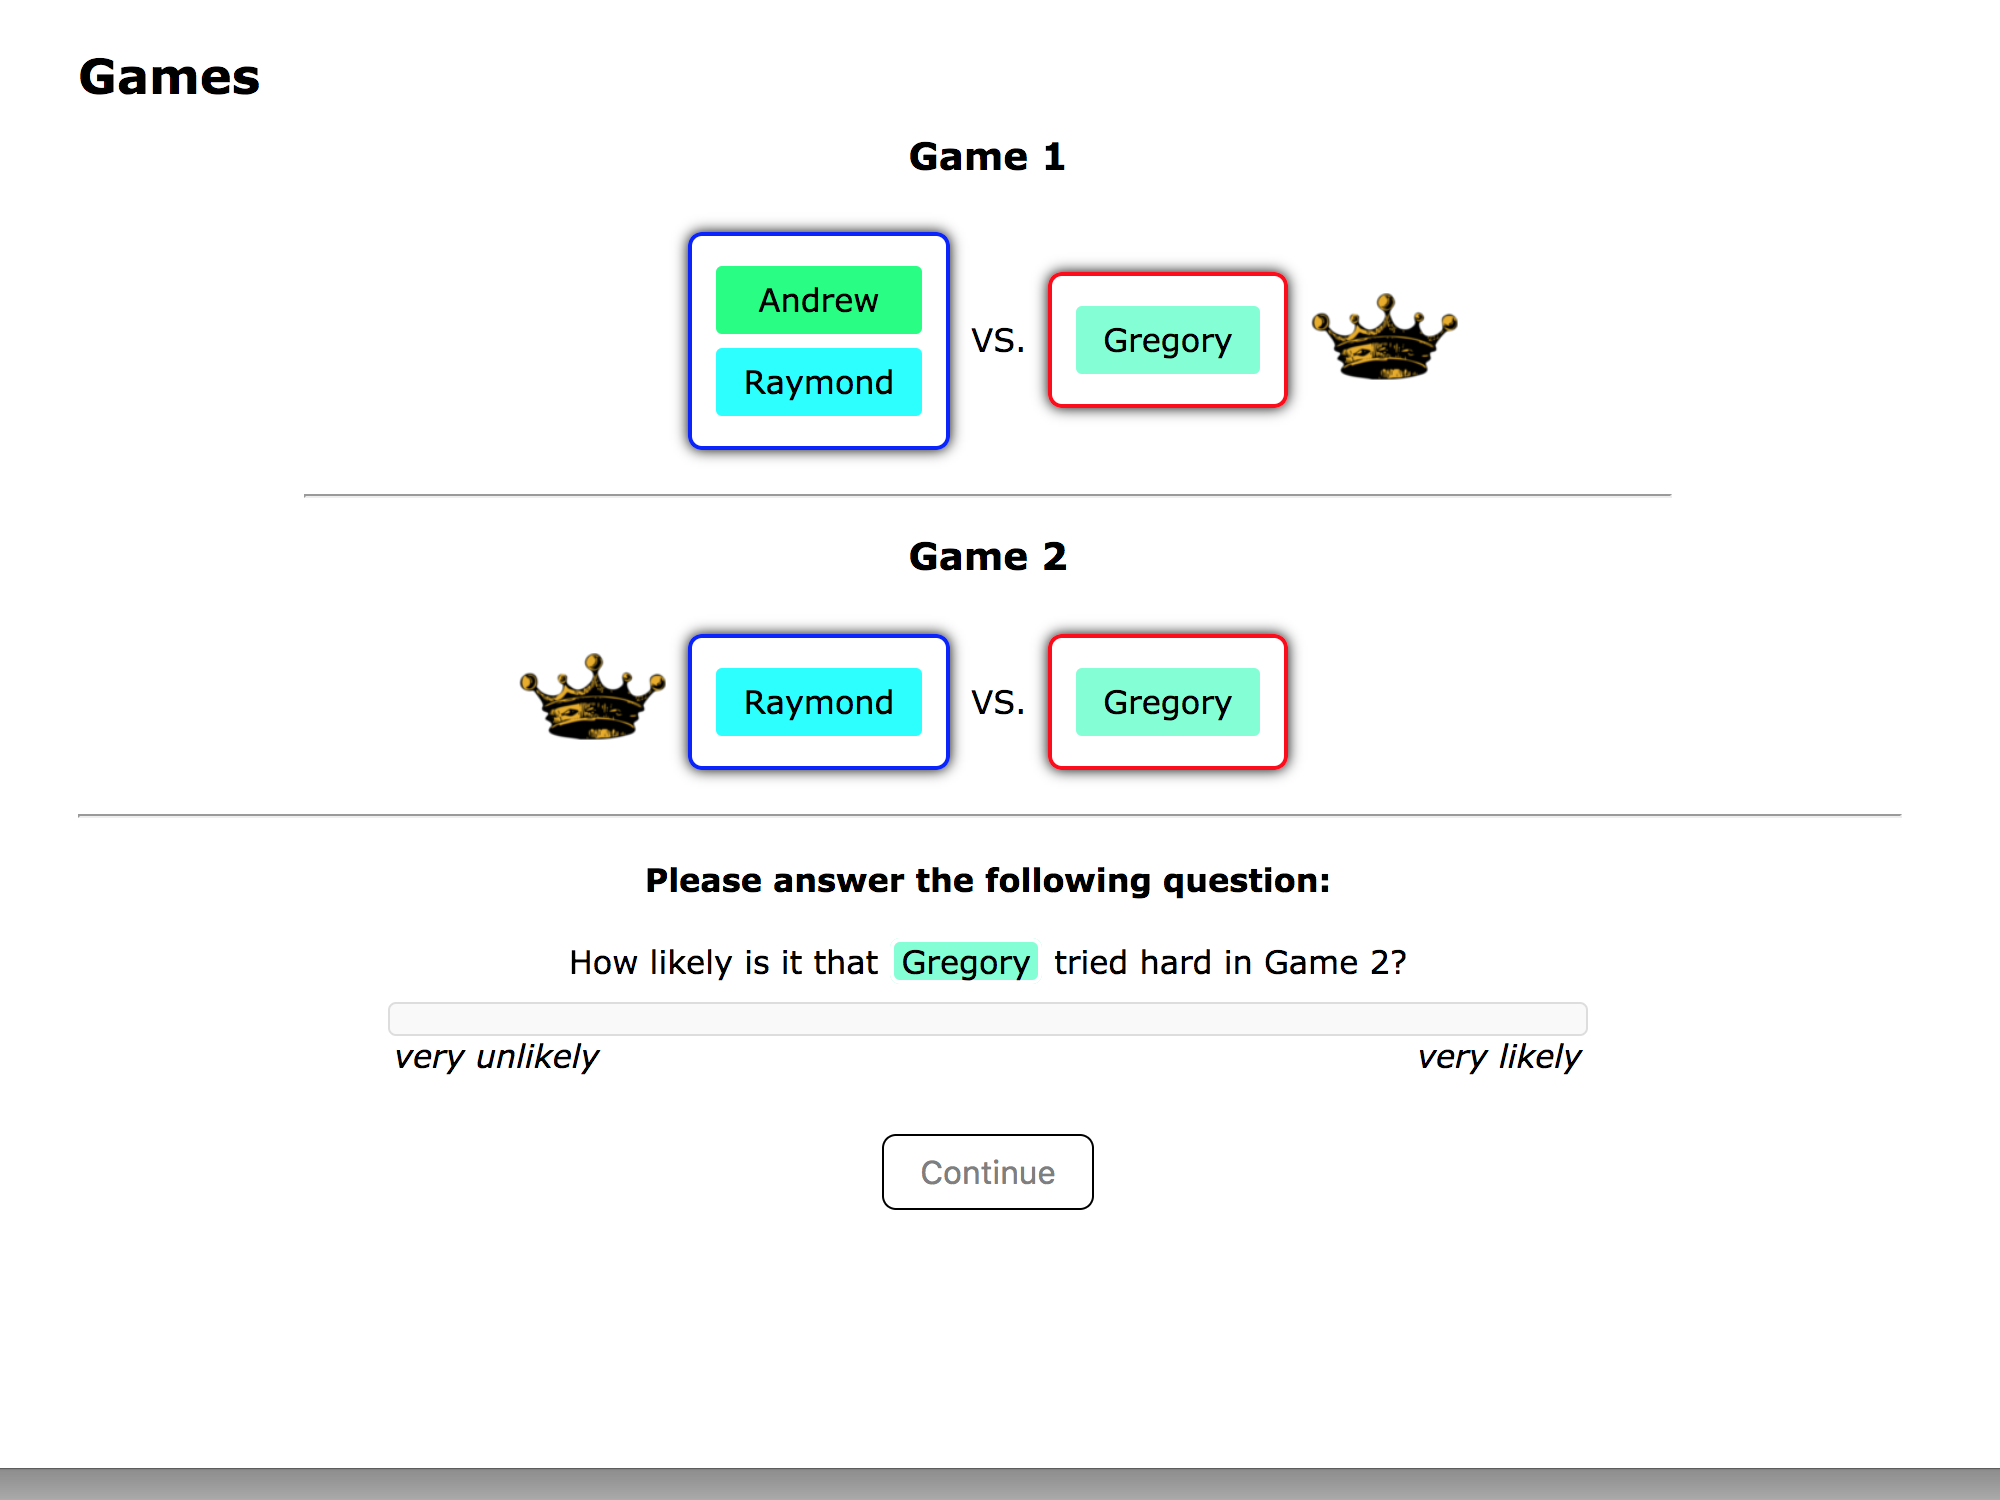 Games
Game 1
Andrew
Raymond
VS.
Gregory
Game 2
Raymond
VS.
Gregory
Please answer the following question:
How likely is it that Gregory tried hard in Game 2?
very unlikely
very likely
Continue